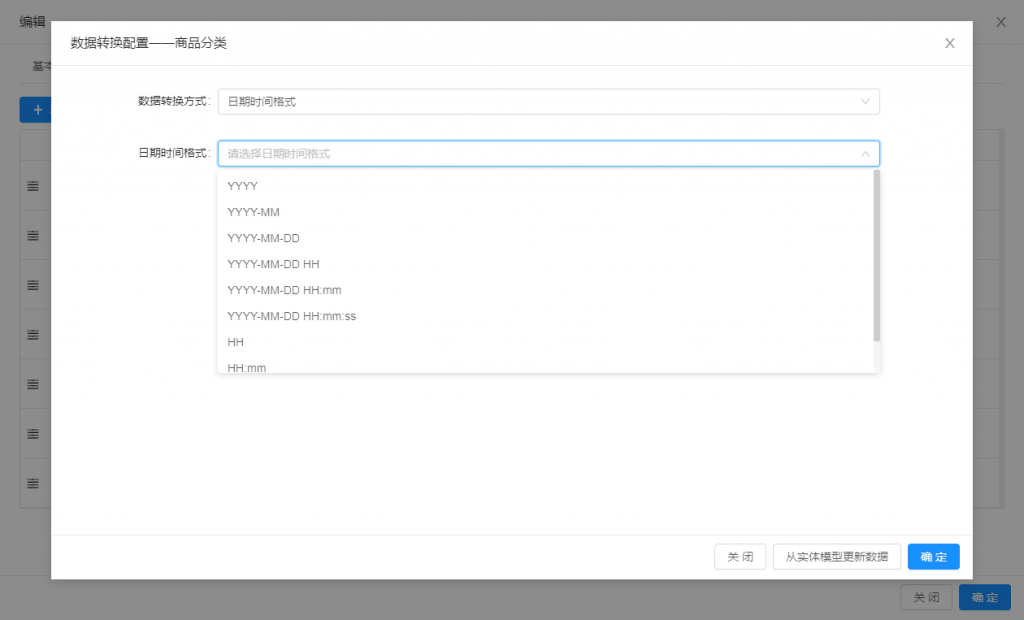 编辑
数据转换配置——商品分类
基本
数据转换方式:
日期时间格式
日期时间格式:
请选择日期时间格式
YYYY
YYYY-MM
YYYY-MM-DD
YYYY-MM-DD HH
YYYY-MM-DD HH:mm
YYYY-MM-DD HH:mm:ss
HH
HH:mm
关 闭
从实体模型更新数据
确 定
关 闭
确 定